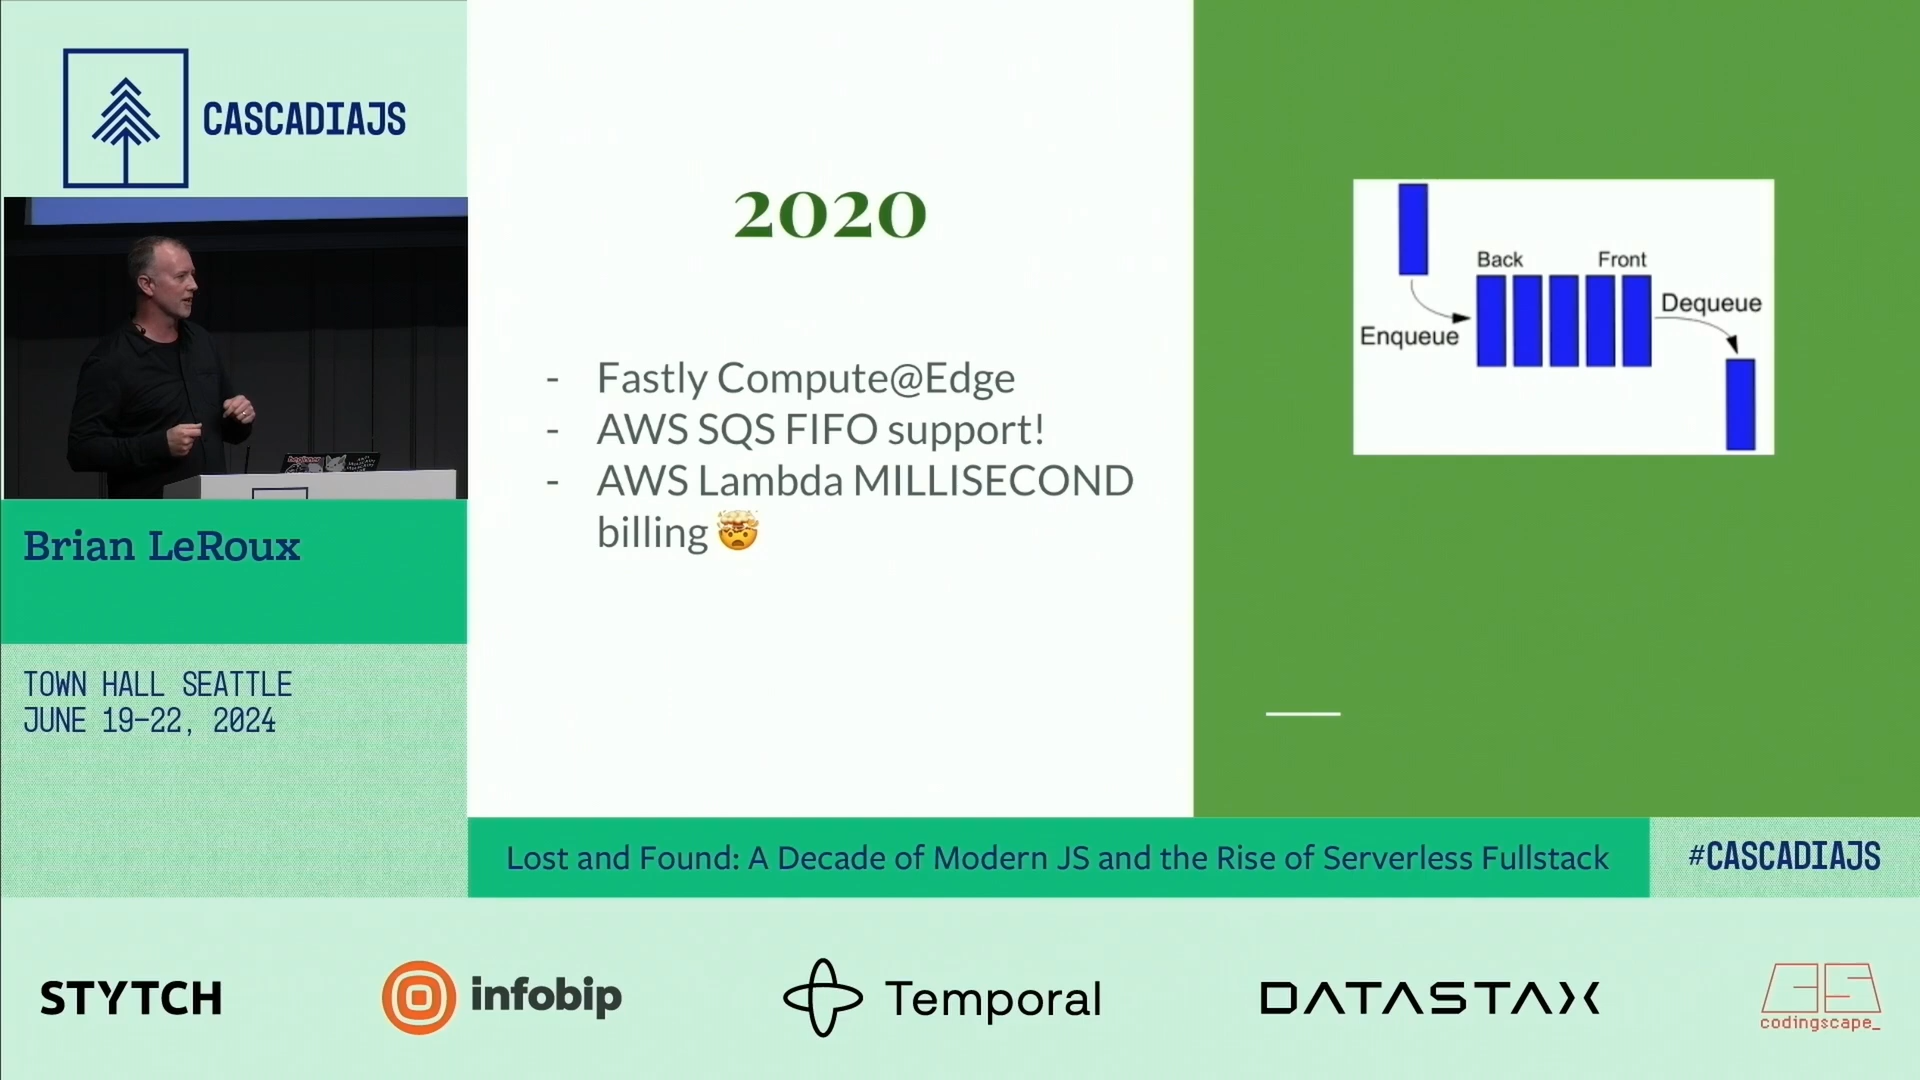 CASCADIAJS
2020
- Fastly Compute@Edge
- AWS SQS FIFO support!
- AWS Lambda MILLISECOND
billing 🤯
Back
Front
Enqueue
Dequeue
Brian LeRoux
TOWN HALL SEATTLE
JUNE 19-22, 2024
Lost and Found: A Decade of Modern JS and the Rise of Serverless Fullstack
#CASCADIAJS
STYTCH
infobip
Temporal
DATASTAX
CS
codingscape_